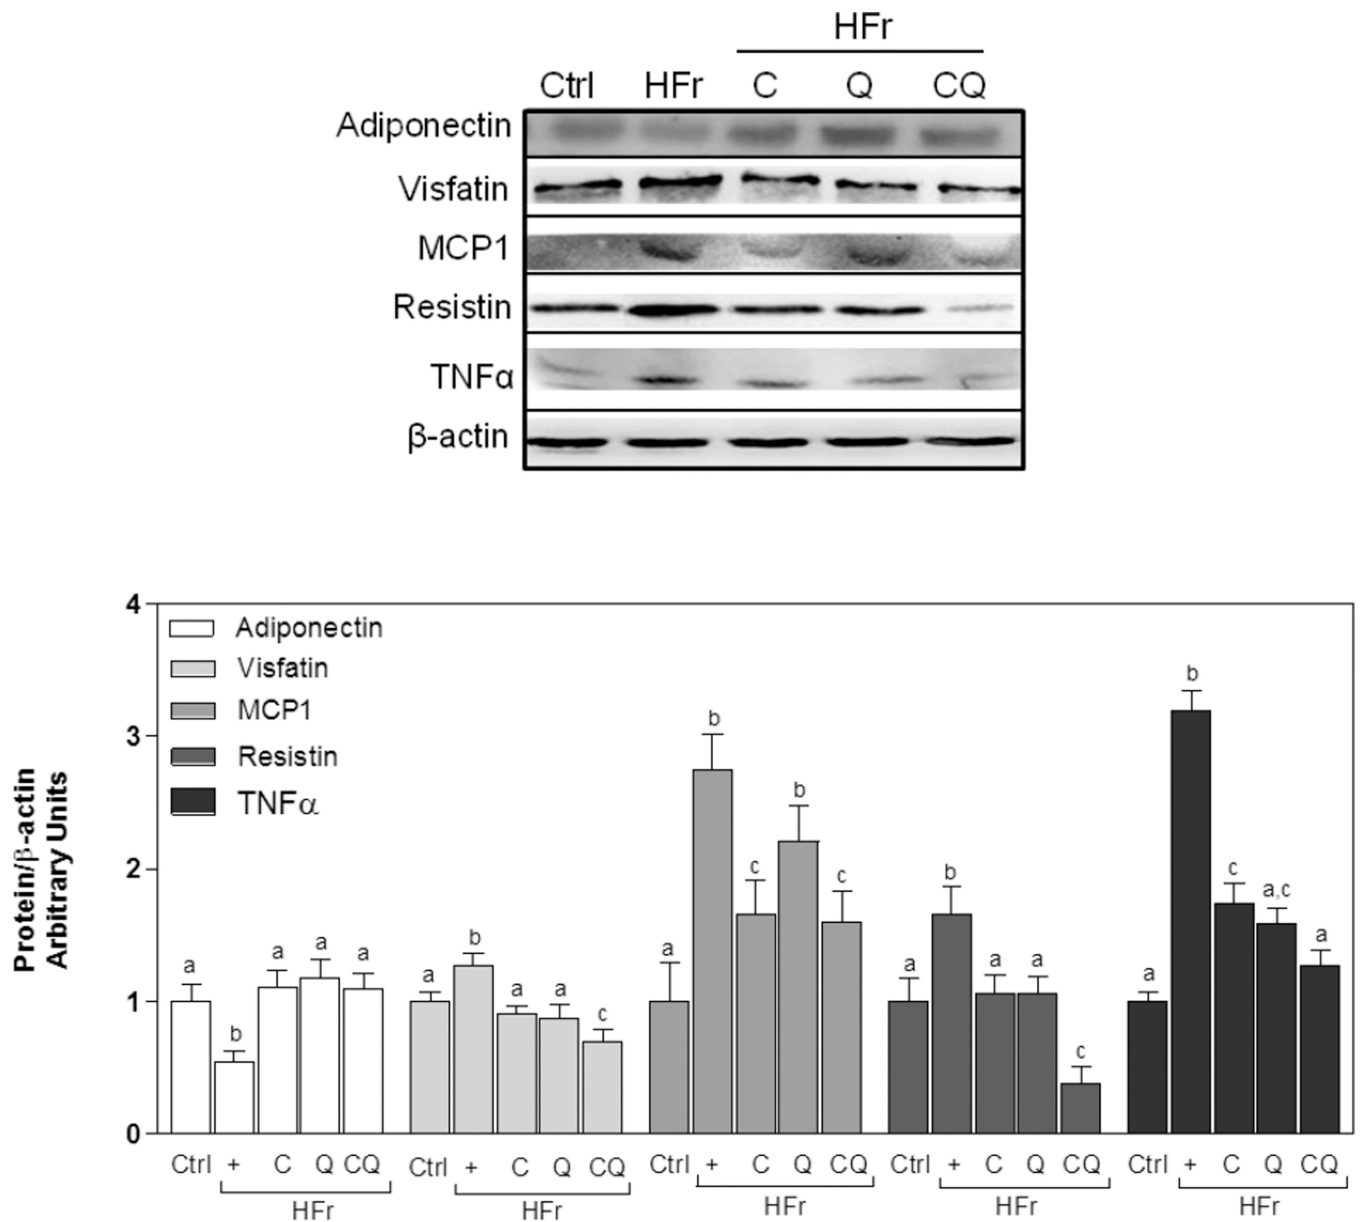 HFr
Ctrl HFr C Q CQ
Adiponectin
Visfatin
MCP1
Resistin
TNFα
β-actin
4
3
2
1
0
Protein/β-actin
Arbitrary Units
Adiponectin
Visfatin
MCP1
Resistin
TNFα
a b a a a
a b a a c
a b c b c
a b a a c
a b c a,c a
Ctrl + C Q CQ Ctrl + C Q CQ Ctrl + C Q CQ Ctrl + C Q CQ Ctrl + C Q CQ
HFr HFr HFr HFr HFr